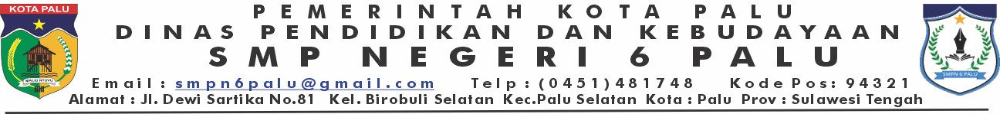 KOTA PALU
MALIU NTUVU
PEMERINTAH KOTA PALU
DINAS PENDIDIKAN DAN KEBUDAYAAN
SMP NEGERI 6 PALU
Email : smpn6palu@gmail.com Telp : (0451)481748 Kode Pos: 94321
Alamat : Jl. Dewi Sartika No.81 Kel. Birobuli Selatan Kec.Palu Selatan Kota : Palu Prov : Sulawesi Tengah
SMPN 6 PALU